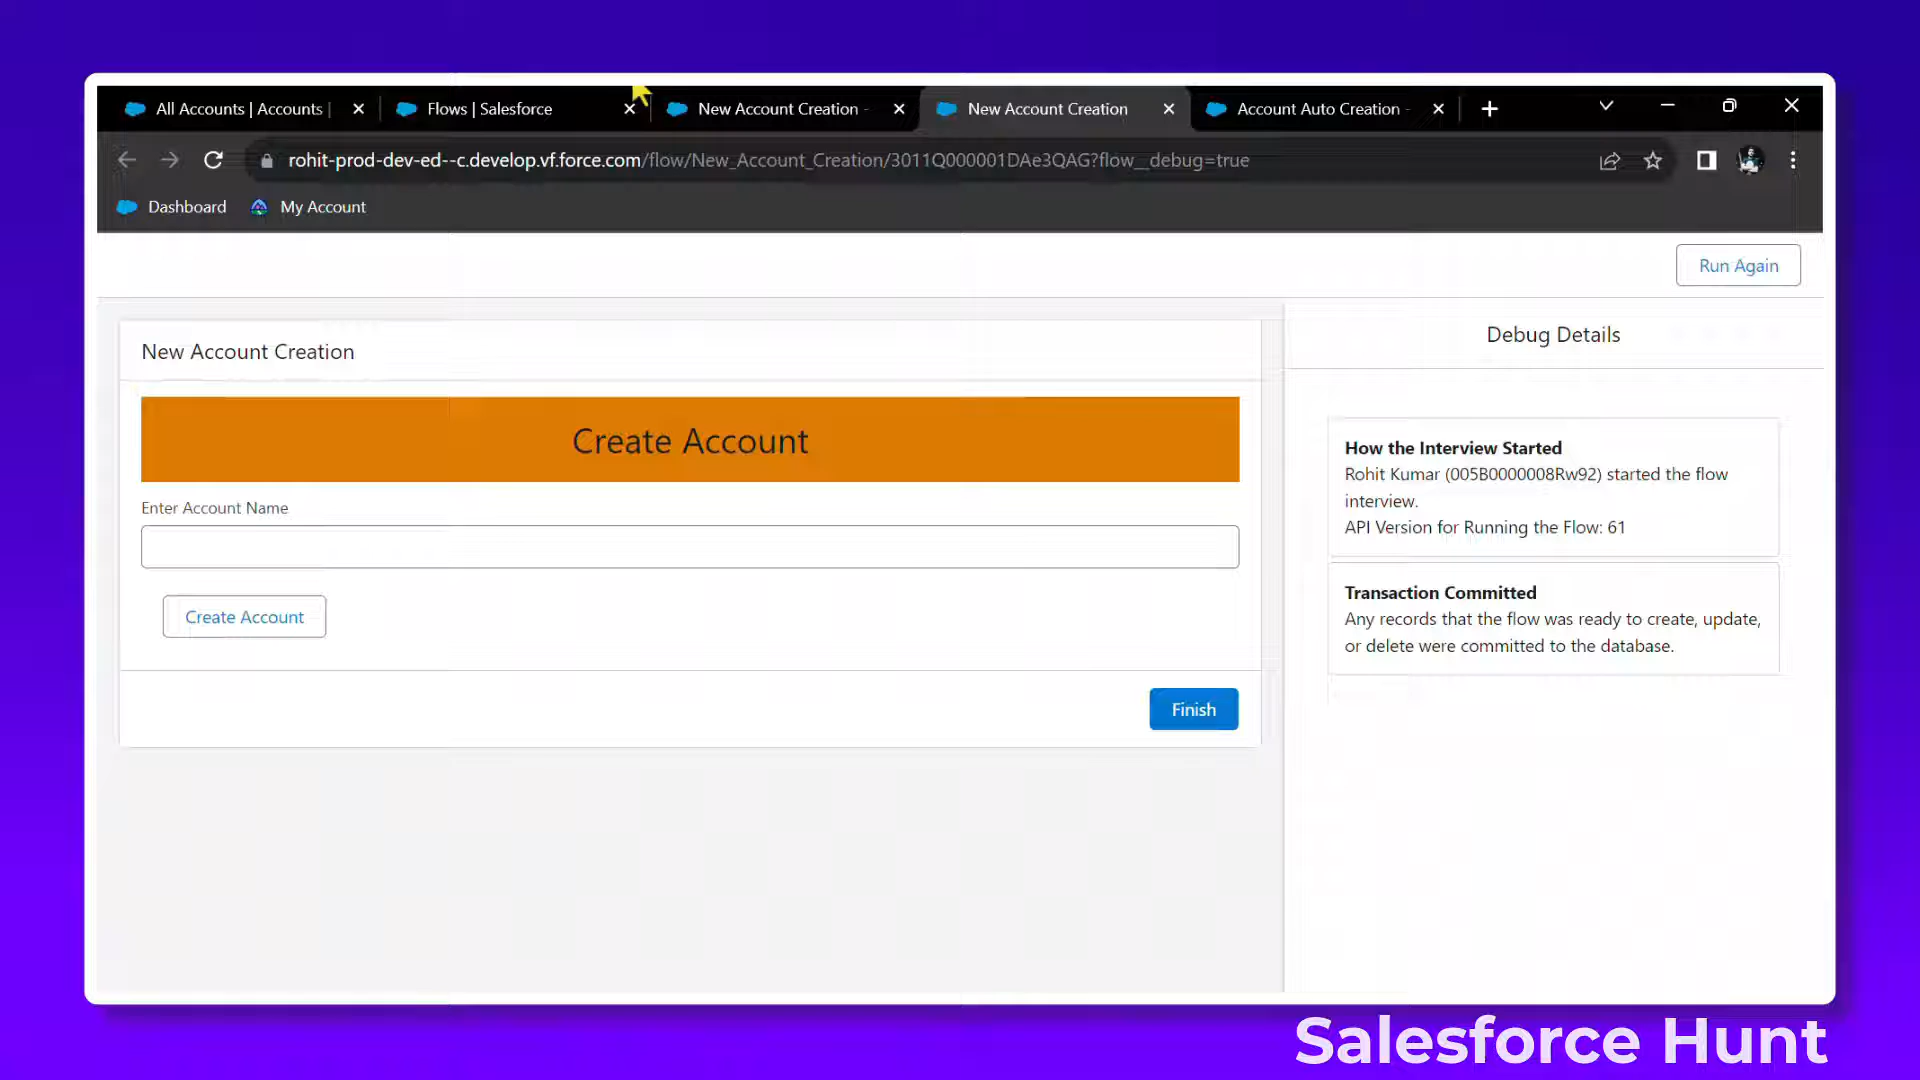 All Accounts | Accounts |
Flows | Salesforce
New Account Creation -
New Account Creation
Account Auto Creation -
rohit-prod-dev-ed--c.develop.vf.force.com/flow/New_Account_Creation/3011Q000001DAe3QAG?flow__debug=true
Dashboard
My Account
Run Again
New Account Creation
Create Account
Enter Account Name
Create Account
Finish
Debug Details
How the Interview Started
Rohit Kumar (005B0000008Rw92) started the flow
interview.
API Version for Running the Flow: 61
Transaction Committed
Any records that the flow was ready to create, update,
or delete were committed to the database.
Salesforce Hunt